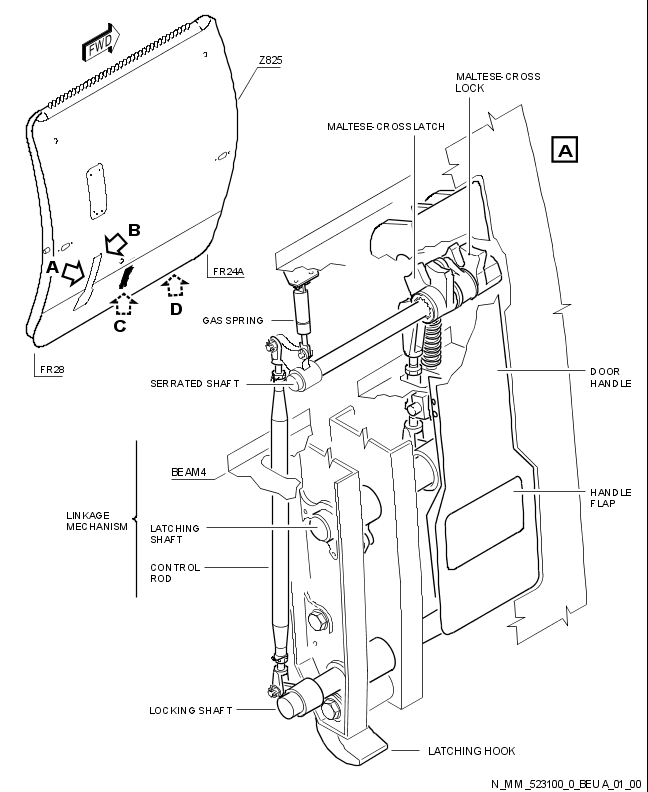 FWD
Z825
MALTESE-CROSS
LOCK
MALTESE-CROSS LATCH
A
B
A
FR24A
D
C
GAS SPRING
FR28
SERRATED SHAFT
DOOR
HANDLE
BEAM4
HANDLE
FLAP
LINKAGE
MECHANISM
LATCHING
SHAFT
CONTROL
ROD
LOCKING SHAFT
LATCHING HOOK
N_MM_523100_0_BEUA_01_00